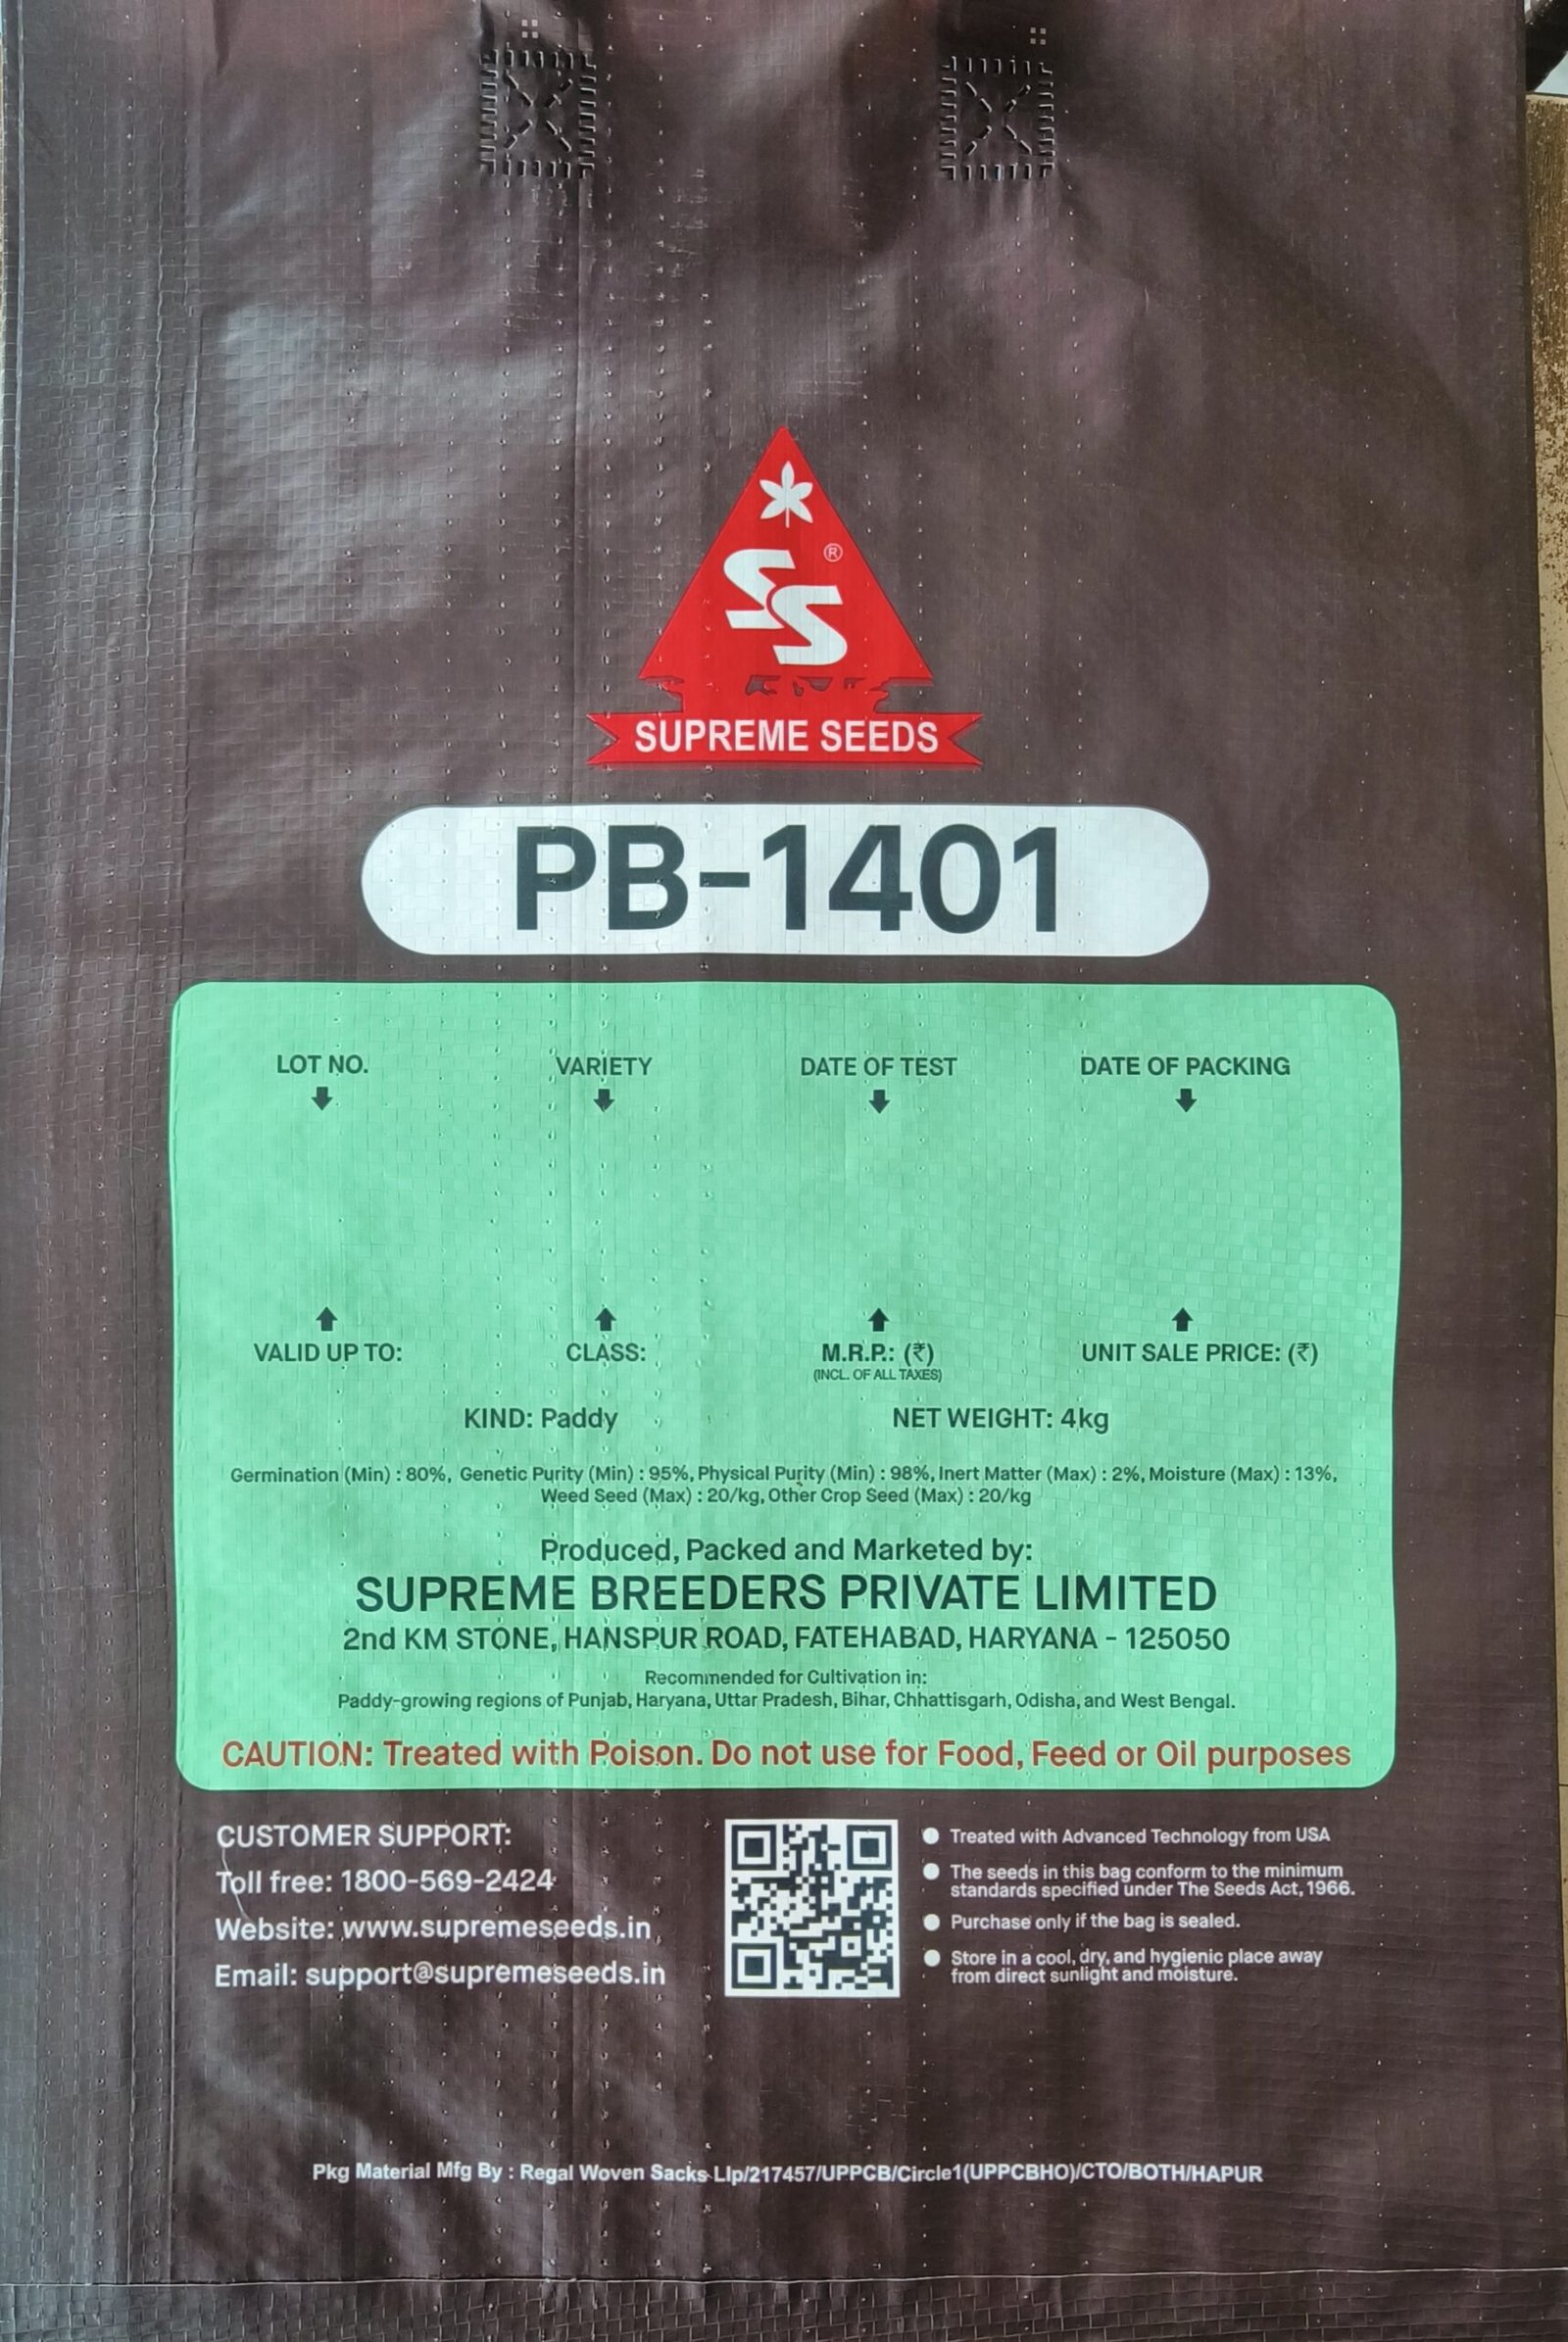 SS ®
SUPREME SEEDS
PB-1401
LOT NO. VARIETY DATE OF TEST DATE OF PACKING
VALID UP TO: CLASS: M.R.P.: (₹) UNIT SALE PRICE: (₹)
(INCL. OF ALL TAXES)
KIND: Paddy NET WEIGHT: 4kg
Germination (Min) : 80%, Genetic Purity (Min) : 95%, Physical Purity (Min) : 98%, Inert Matter (Max) : 2%, Moisture (Max) : 13%,
Weed Seed (Max) : 20/kg, Other Crop Seed (Max) : 20/kg
Produced, Packed and Marketed by:
SUPREME BREEDERS PRIVATE LIMITED
2nd KM STONE, HANSPUR ROAD, FATEHABAD, HARYANA - 125050
Recommended for Cultivation in:
Paddy-growing regions of Punjab, Haryana, Uttar Pradesh, Bihar, Chhattisgarh, Odisha, and West Bengal.
CAUTION: Treated with Poison. Do not use for Food, Feed or Oil purposes
CUSTOMER SUPPORT:
Toll free: 1800-569-2424
Website: www.supremeseeds.in
Email: support@supremeseeds.in
● Treated with Advanced Technology from USA
● The seeds in this bag conform to the minimum
standards specified under The Seeds Act, 1966.
● Purchase only if the bag is sealed.
● Store in a cool, dry, and hygienic place away
from direct sunlight and moisture.
Pkg Material Mfg By : Regal Woven Sacks Llp/217457/UPPCB/Circle1(UPPCBHO)/CTO/BOTH/HAPUR